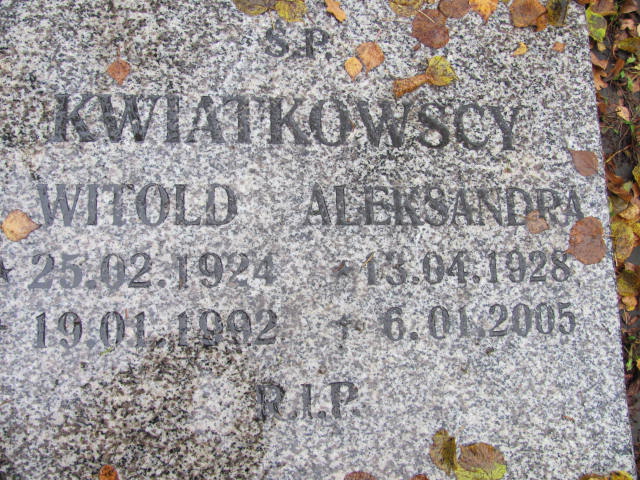 Ś.P.
KWIATKOWSCY
WITOLD ALEKSANDRA
* 25.02.1924 * 13.04.1928
+ 19.01.1992 + 6.01.2005
R.I.P.